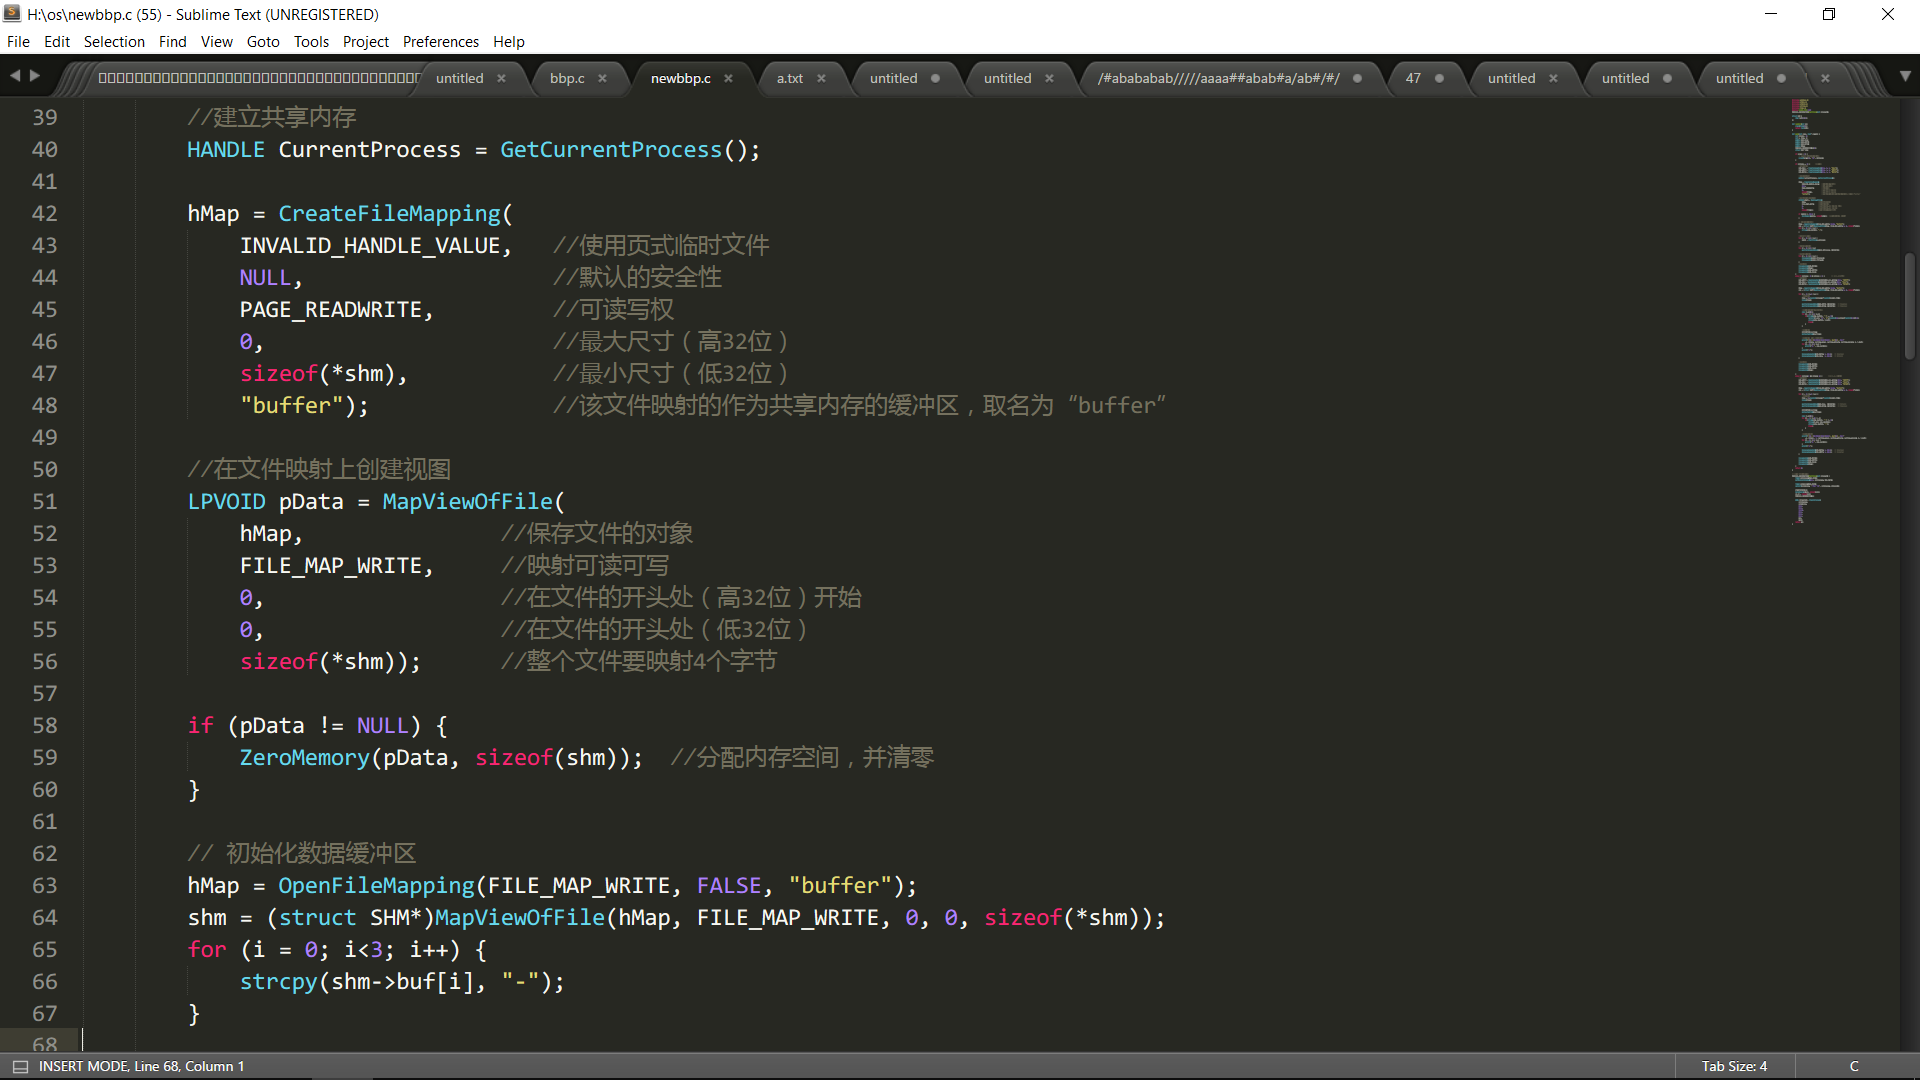 H:\os\newbbp.c (55) - Sublime Text (UNREGISTERED)
File Edit Selection Find View Goto Tools Project Preferences Help
untitled bbp.c newbbp.c a.txt untitled untitled /#abababab/////aaaa##abab#a/ab#/#/ 47 untitled untitled untitled
39 //建立共享内存
40 HANDLE CurrentProcess = GetCurrentProcess();
41
42 hMap = CreateFileMapping(
43 INVALID_HANDLE_VALUE, //使用页式临时文件
44 NULL, //默认的安全性
45 PAGE_READWRITE, //可读写权
46 0, //最大尺寸（高32位）
47 sizeof(*shm), //最小尺寸（低32位）
48 "buffer"); //该文件映射的作为共享内存的缓冲区，取名为“buffer”
49
50 //在文件映射上创建视图
51 LPVOID pData = MapViewOfFile(
52 hMap, //保存文件的对象
53 FILE_MAP_WRITE, //映射可读可写
54 0, //在文件的开头处（高32位）开始
55 0, //在文件的开头处（低32位）
56 sizeof(*shm)); //整个文件要映射4个字节
57
58 if (pData != NULL) {
59 ZeroMemory(pData, sizeof(shm)); //分配内存空间，并清零
60 }
61
62 // 初始化数据缓冲区
63 hMap = OpenFileMapping(FILE_MAP_WRITE, FALSE, "buffer");
64 shm = (struct SHM*)MapViewOfFile(hMap, FILE_MAP_WRITE, 0, 0, sizeof(*shm));
65 for (i = 0; i<3; i++) {
66 strcpy(shm->buf[i], "-");
67 }
68
INSERT MODE, Line 68, Column 1 Tab Size: 4 C